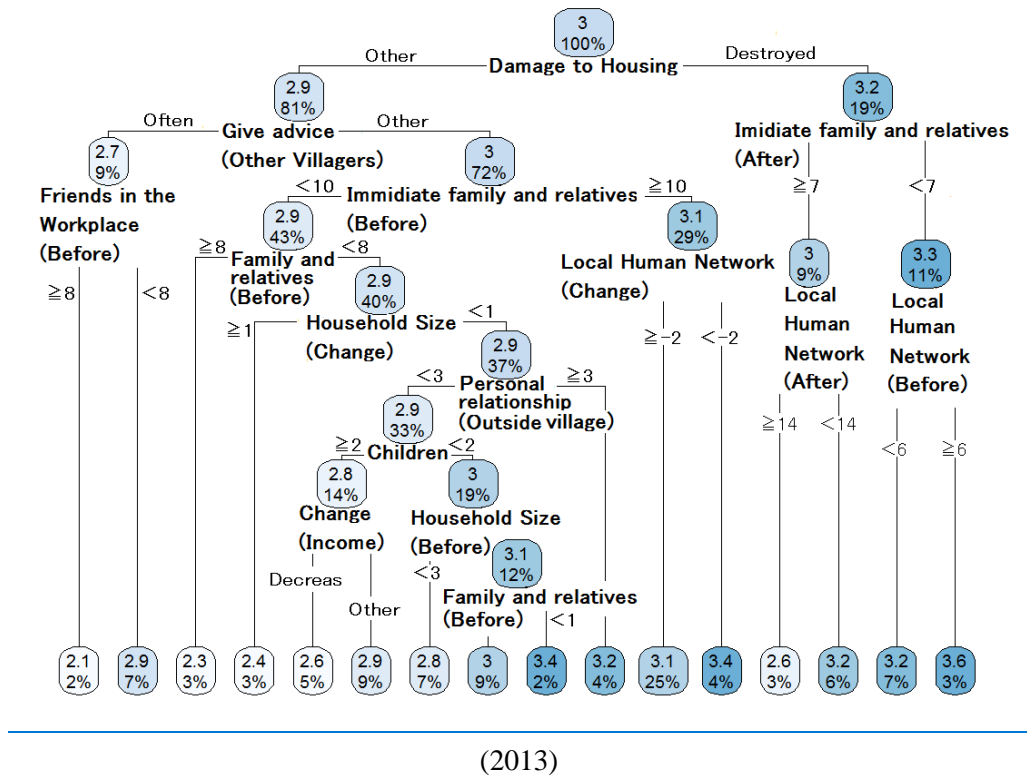 3
100%
Other
Destroyed
Damage to Housing
2.9
81%
3.2
19%
Often
Give advice
(Other Villagers)
Other
Imidiate family and relatives
(After)
2.7
9%
3
72%
Friends in the
Workplace
(Before)
<10
Immidiate family and relatives
(Before)
≧10
≧7
<7
2.9
43%
3.1
29%
≧8
Family and
relatives
(Before)
<8
Local Human Network
(Change)
3
9%
3.3
11%
≧8
<8
2.9
40%
Local
Human
Network
(After)
Local
Human
Network
(Before)
≧1
Household Size
(Change)
<1
≧-2
<-2
2.9
37%
<3
Personal
relationship
(Outside village)
≧3
2.9
33%
≧14
<14
<6
≧6
≧2
Children
<2
2.8
14%
3
19%
Change
(Income)
Household Size
(Before)
3.1
12%
Decreas
Other
<3
Family and relatives
(Before)
<1
2.1
2%
2.9
7%
2.3
3%
2.4
3%
2.6
5%
2.9
9%
2.8
7%
3
9%
3.4
2%
3.2
4%
3.1
25%
3.4
4%
2.6
3%
3.2
6%
3.2
7%
3.6
3%
(2013)